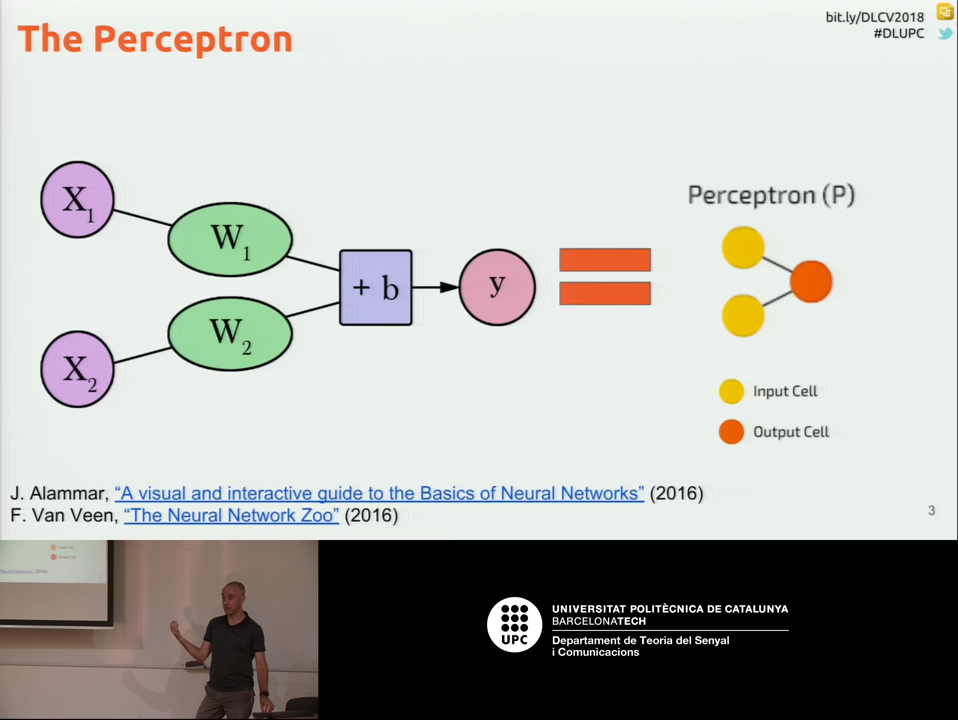 The Perceptron
bit.ly/DLCV2018
#DLUPC
X1
W1
+ b
y
W2
X2
Perceptron (P)
Input Cell
Output Cell
J. Alammar, “A visual and interactive guide to the Basics of Neural Networks” (2016)
F. Van Veen, “The Neural Network Zoo” (2016)
3
UPC
UNIVERSITAT POLITÈCNICA DE CATALUNYA
BARCELONATECH
Departament de Teoria del Senyal
i Comunicacions